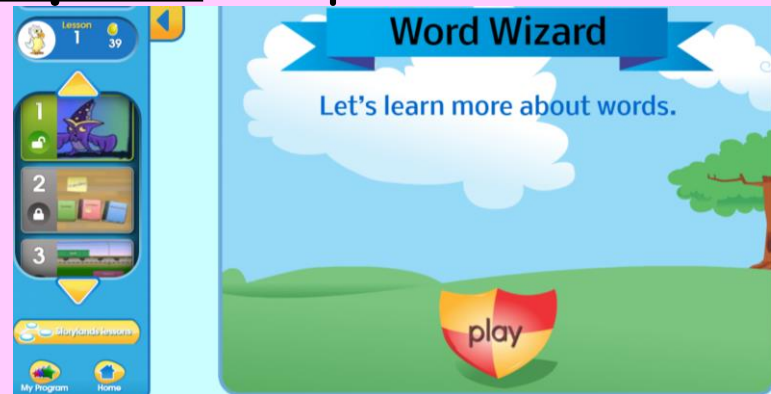 Lesson
1
39
1
2
3
Storylands lessons
My Program
Home
Word Wizard
Let's learn more about words.
play